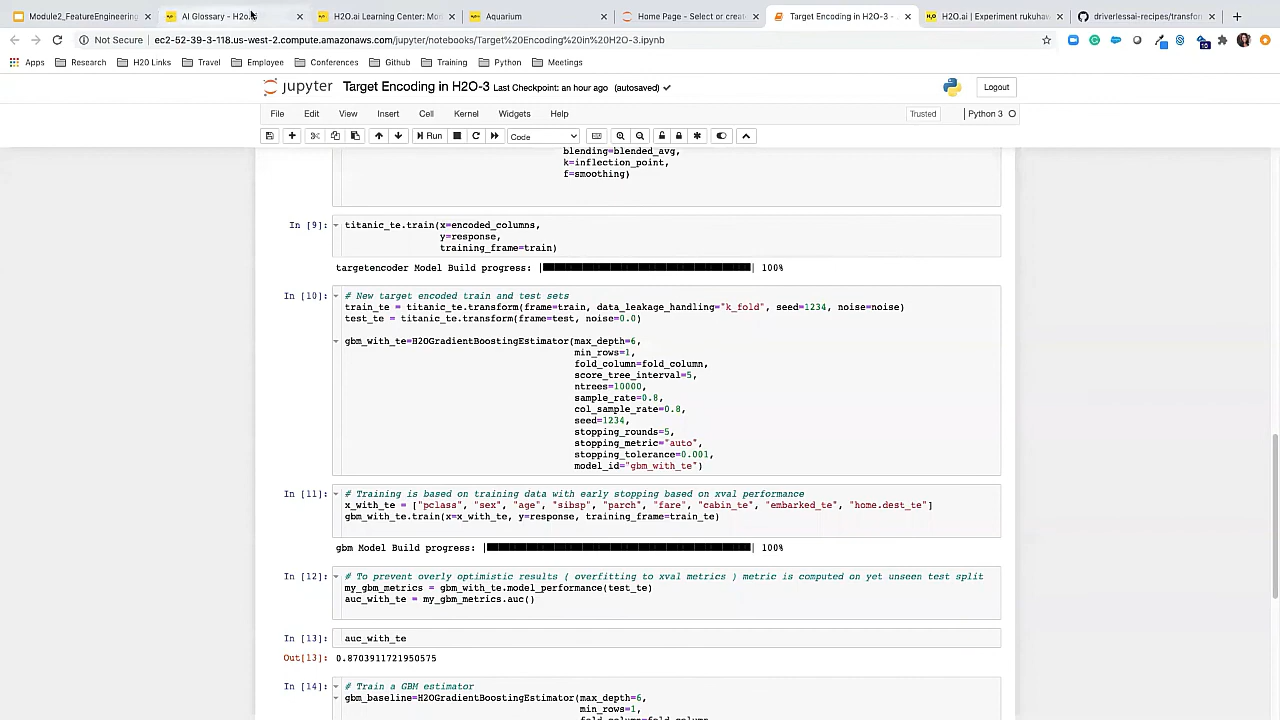 Module2_FeatureEngineering
AI Glossary - H2O.ai
H2O.ai Learning Center: Mo
Aquarium
Home Page - Select or create
Target Encoding in H2O-3 -
H2O.ai | Experiment rukuhaw
driverlessai-recipes/transform
Not Secure | ec2-52-39-3-118.us-west-2.compute.amazonaws.com/jupyter/notebooks/Target%20Encoding%20in%20H2O-3.ipynb
Apps Research H2O Links Travel Employee Conferences Github Training Python Meetings
jupyter Target Encoding in H2O-3 Last Checkpoint: an hour ago (autosaved) Logout
File Edit View Insert Cell Kernel Widgets Help Trusted Python 3
Run Code
blending=blended_avg,
k=inflection_point,
f=smoothing)
In [9]: titanic_te.train(x=encoded_columns,
y=response,
training_frame=train)
targetencoder Model Build progress: | | 100%
In [10]: # New target encoded train and test sets
train_te = titanic_te.transform(frame=train, data_leakage_handling="k_fold", seed=1234, noise=noise)
test_te = titanic_te.transform(frame=test, noise=0.0)
gbm_with_te=H2OGradientBoostingEstimator(max_depth=6,
min_rows=1,
fold_column=fold_column,
score_tree_interval=5,
ntrees=10000,
sample_rate=0.8,
col_sample_rate=0.8,
seed=1234,
stopping_rounds=5,
stopping_metric="auto",
stopping_tolerance=0.001,
model_id="gbm_with_te")
In [11]: # Training is based on training data with early stopping based on xval performance
x_with_te = ["pclass", "sex", "age", "sibsp", "parch", "fare", "cabin_te", "embarked_te", "home.dest_te"]
gbm_with_te.train(x=x_with_te, y=response, training_frame=train_te)
gbm Model Build progress: | | 100%
In [12]: # To prevent overly optimistic results ( overfitting to xval metrics ) metric is computed on yet unseen test split
my_gbm_metrics = gbm_with_te.model_performance(test_te)
auc_with_te = my_gbm_metrics.auc()
In [13]: auc_with_te
Out[13]: 0.8703911721950575
In [14]: # Train a GBM estimator
gbm_baseline=H2OGradientBoostingEstimator(max_depth=6,
min_rows=1,
fold_column=fold_column,